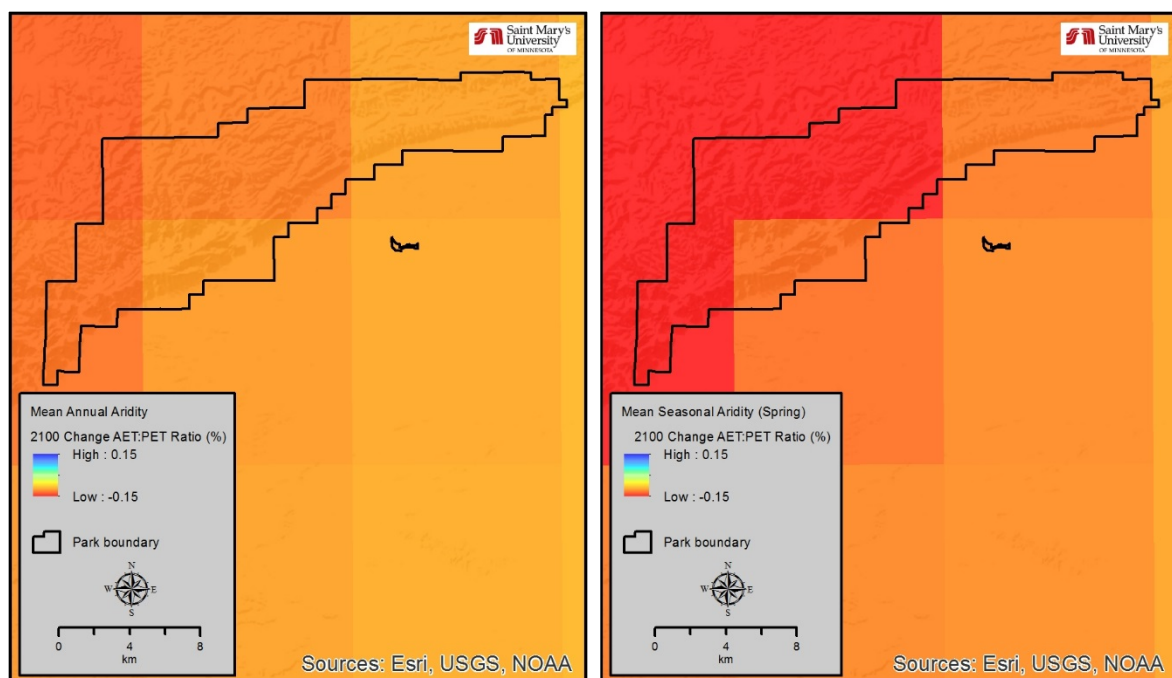 Saint Mary's
University
OF MINNESOTA
Mean Annual Aridity
2100 Change AET:PET Ratio (%)
High : 0.15
Low : -0.15
Park boundary
N
W E
S
0 4 8
km
Sources: Esri, USGS, NOAA
Saint Mary's
University
OF MINNESOTA
Mean Seasonal Aridity (Spring)
2100 Change AET:PET Ratio (%)
High : 0.15
Low : -0.15
Park boundary
N
W E
S
0 4 8
km
Sources: Esri, USGS, NOAA